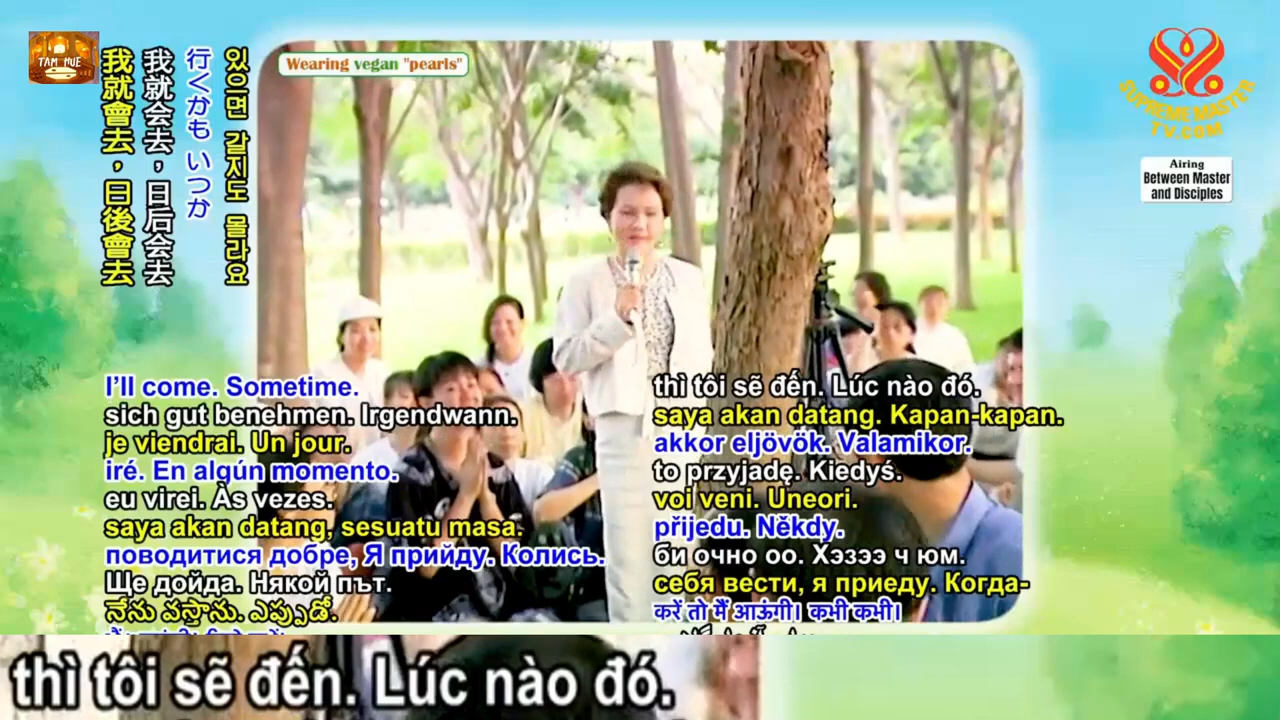 TAM HUE
Wearing vegan "pearls"
SUPREME MASTER
TV.COM
Airing
Between Master
and Disciples
있으면 갈지도 몰라요
行くかも いつか
我就会去，日后会去
我就會去，日後會去
I'll come. Sometime.
sich gut benehmen. Irgendwann.
je viendrai. Un jour.
iré. En algún momento.
eu virei. Às vezes.
saya akan datang, sesuatu masa.
поводитися добре, Я прийду. Колись.
Ще дойда. Някой път.
నేను వస్తాను. ఎప్పుడో.
thì tôi sẽ đến. Lúc nào đó.
saya akan datang. Kapan-kapan.
akkor eljövök. Valamikor.
to przyjadę. Kiedyś.
voi veni. Uneori.
přijedu. Někdy.
би очно оо. Хэзээ ч юм.
себя вести, я приеду. Когда-
करें तो मैं आऊंगी। कभी कभी।
thì tôi sẽ đến. Lúc nào đó.